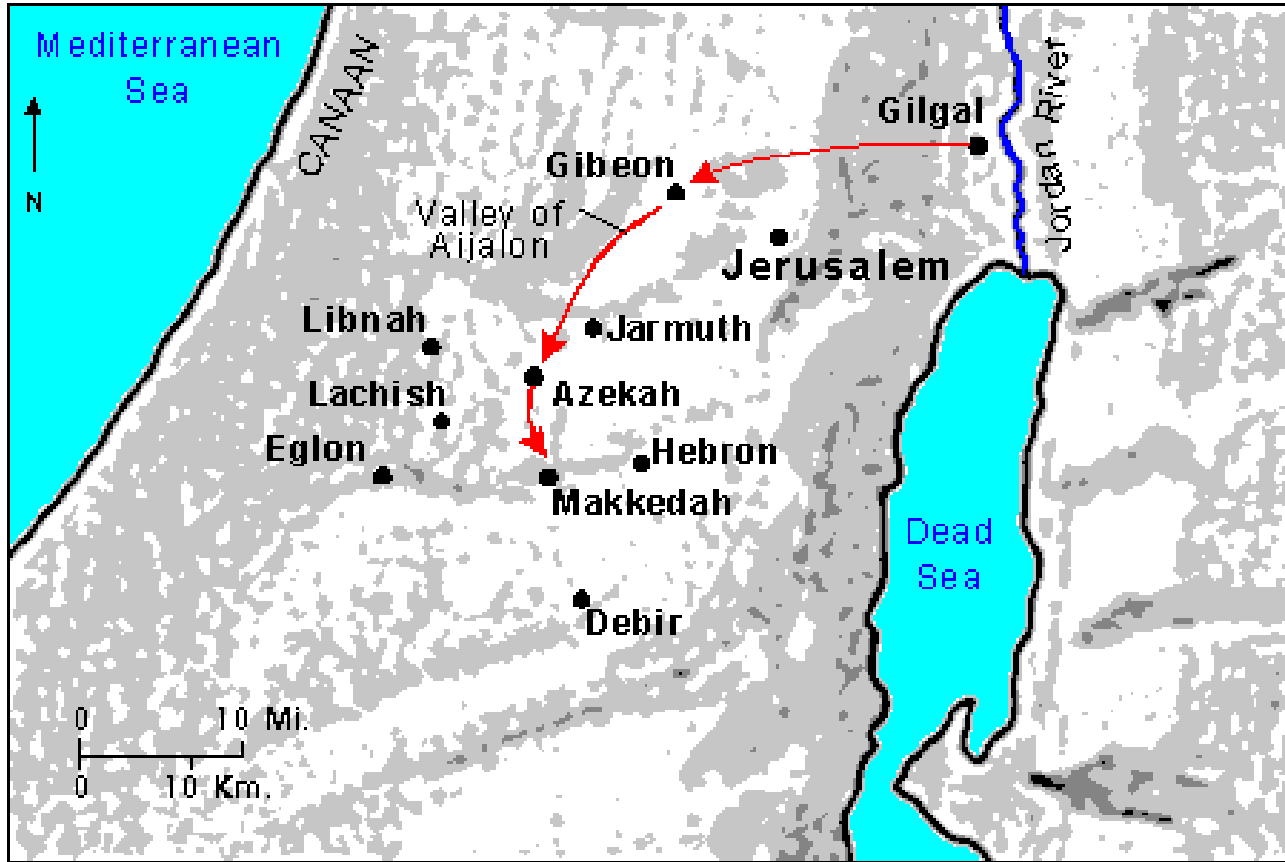 Mediterranean
Sea
CANAAN
N
Gilgal
Jordan River
Gibeon
Valley of
Aijalon
Jerusalem
Libnah
Jarmuth
Lachish
Azekah
Eglon
Hebron
Makkedah
Dead
Sea
Debir
0 10 Mi.
0 10 Km.